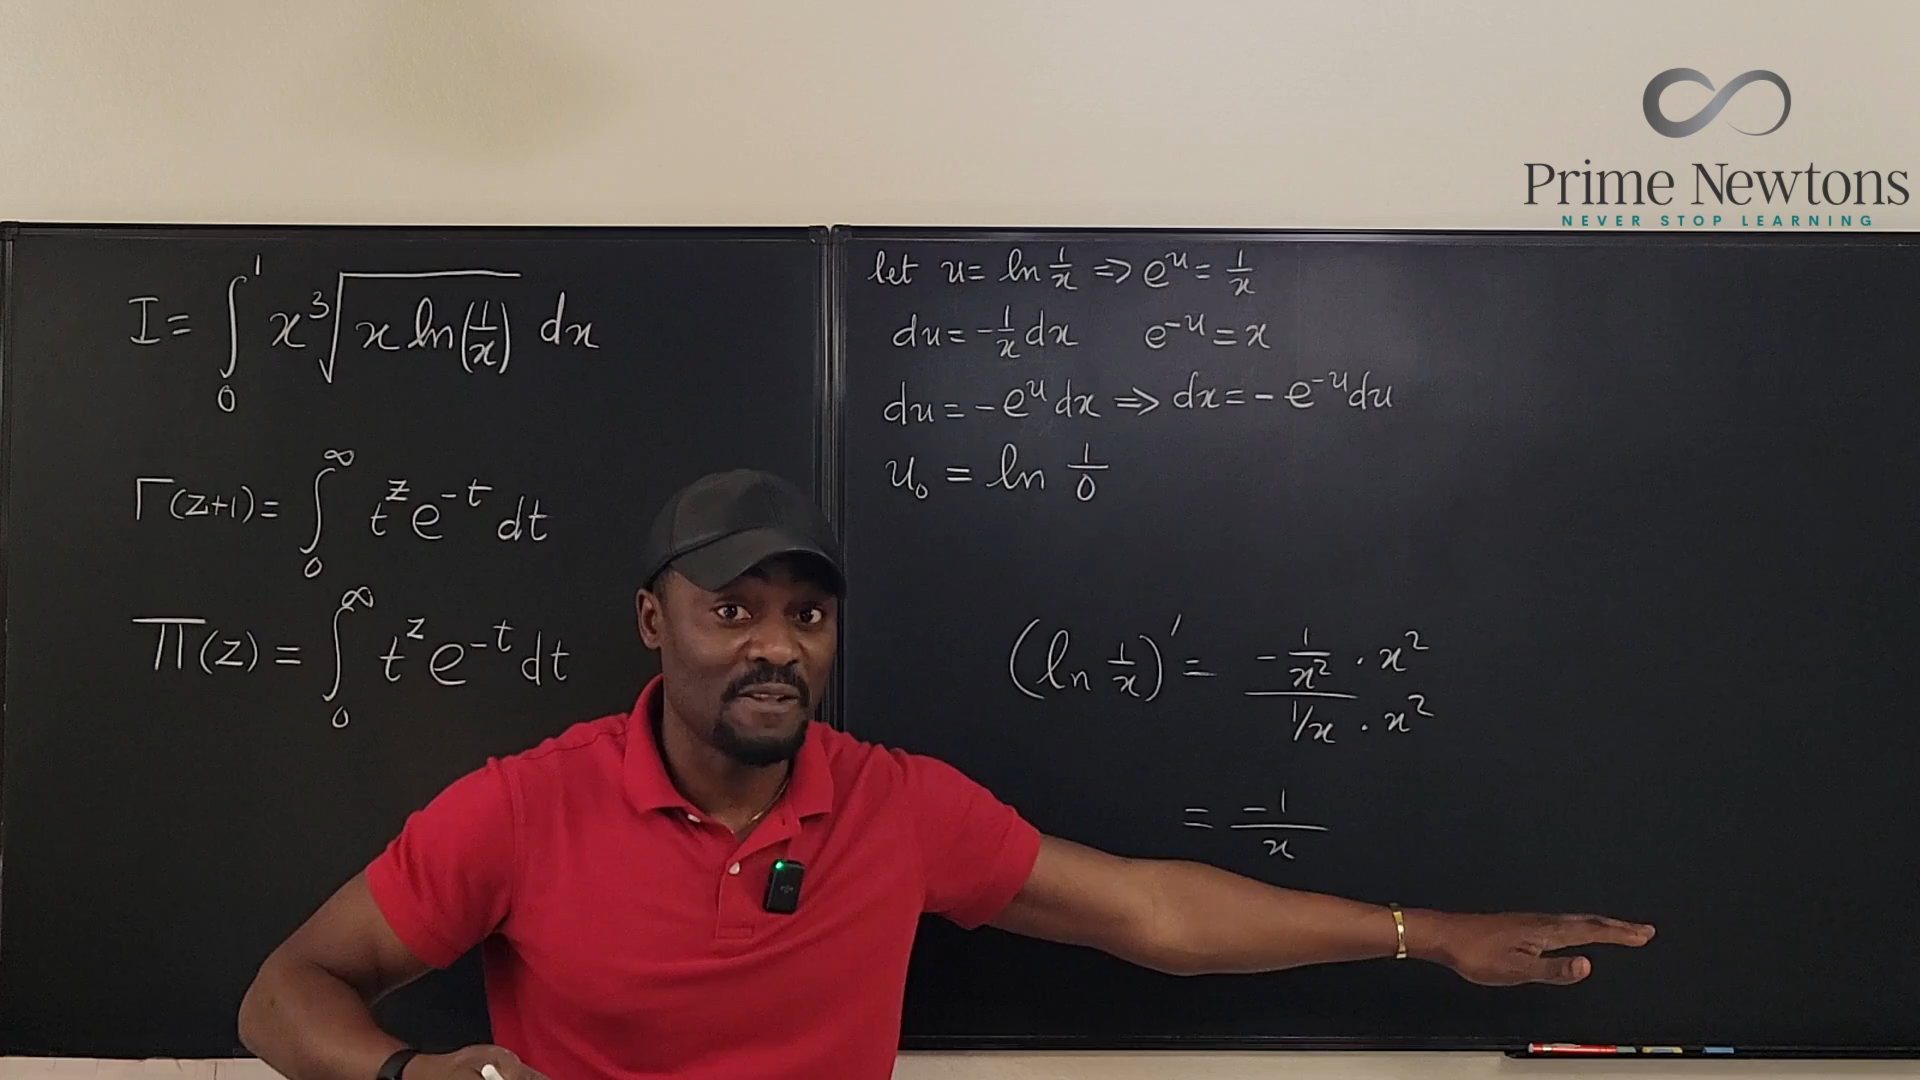 I = ∫₀¹ x ∛(x ln(1/x)) dx
Γ(z+1) = ∫₀^∞ t^z e^-t dt
Π(z) = ∫₀^∞ t^z e^-t dt
let u = ln 1/x ⇒ e^u = 1/x
du = -1/x dx e^-u = x
du = -e^u dx ⇒ dx = -e^-u du
u₀ = ln 1/0
(ln 1/x)' = (-1/x² · x²)/(1/x · x²)
= -1/x
Prime Newtons
NEVER STOP LEARNING